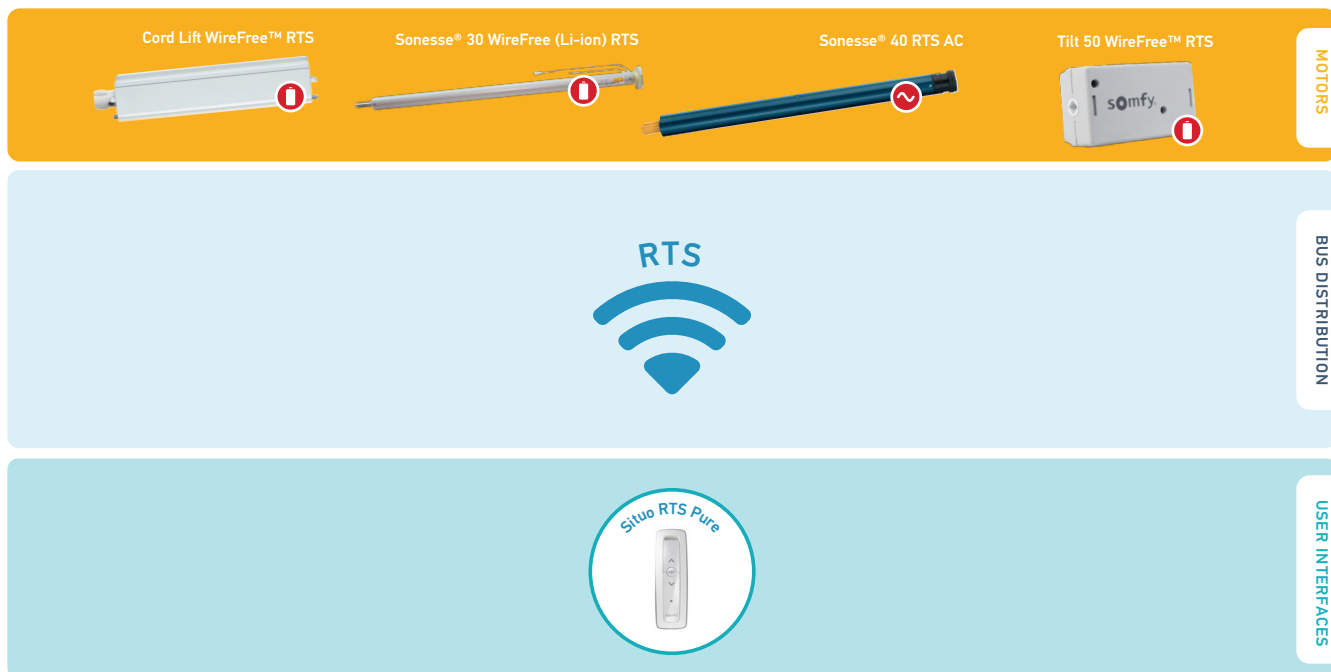 Cord Lift WireFree™ RTS
Sonesse® 30 WireFree (Li-ion) RTS
Sonesse® 40 RTS AC
Tilt 50 WireFree™ RTS
somfy.
MOTORS
RTS
BUS DISTRIBUTION
Situo RTS Pure
USER INTERFACES